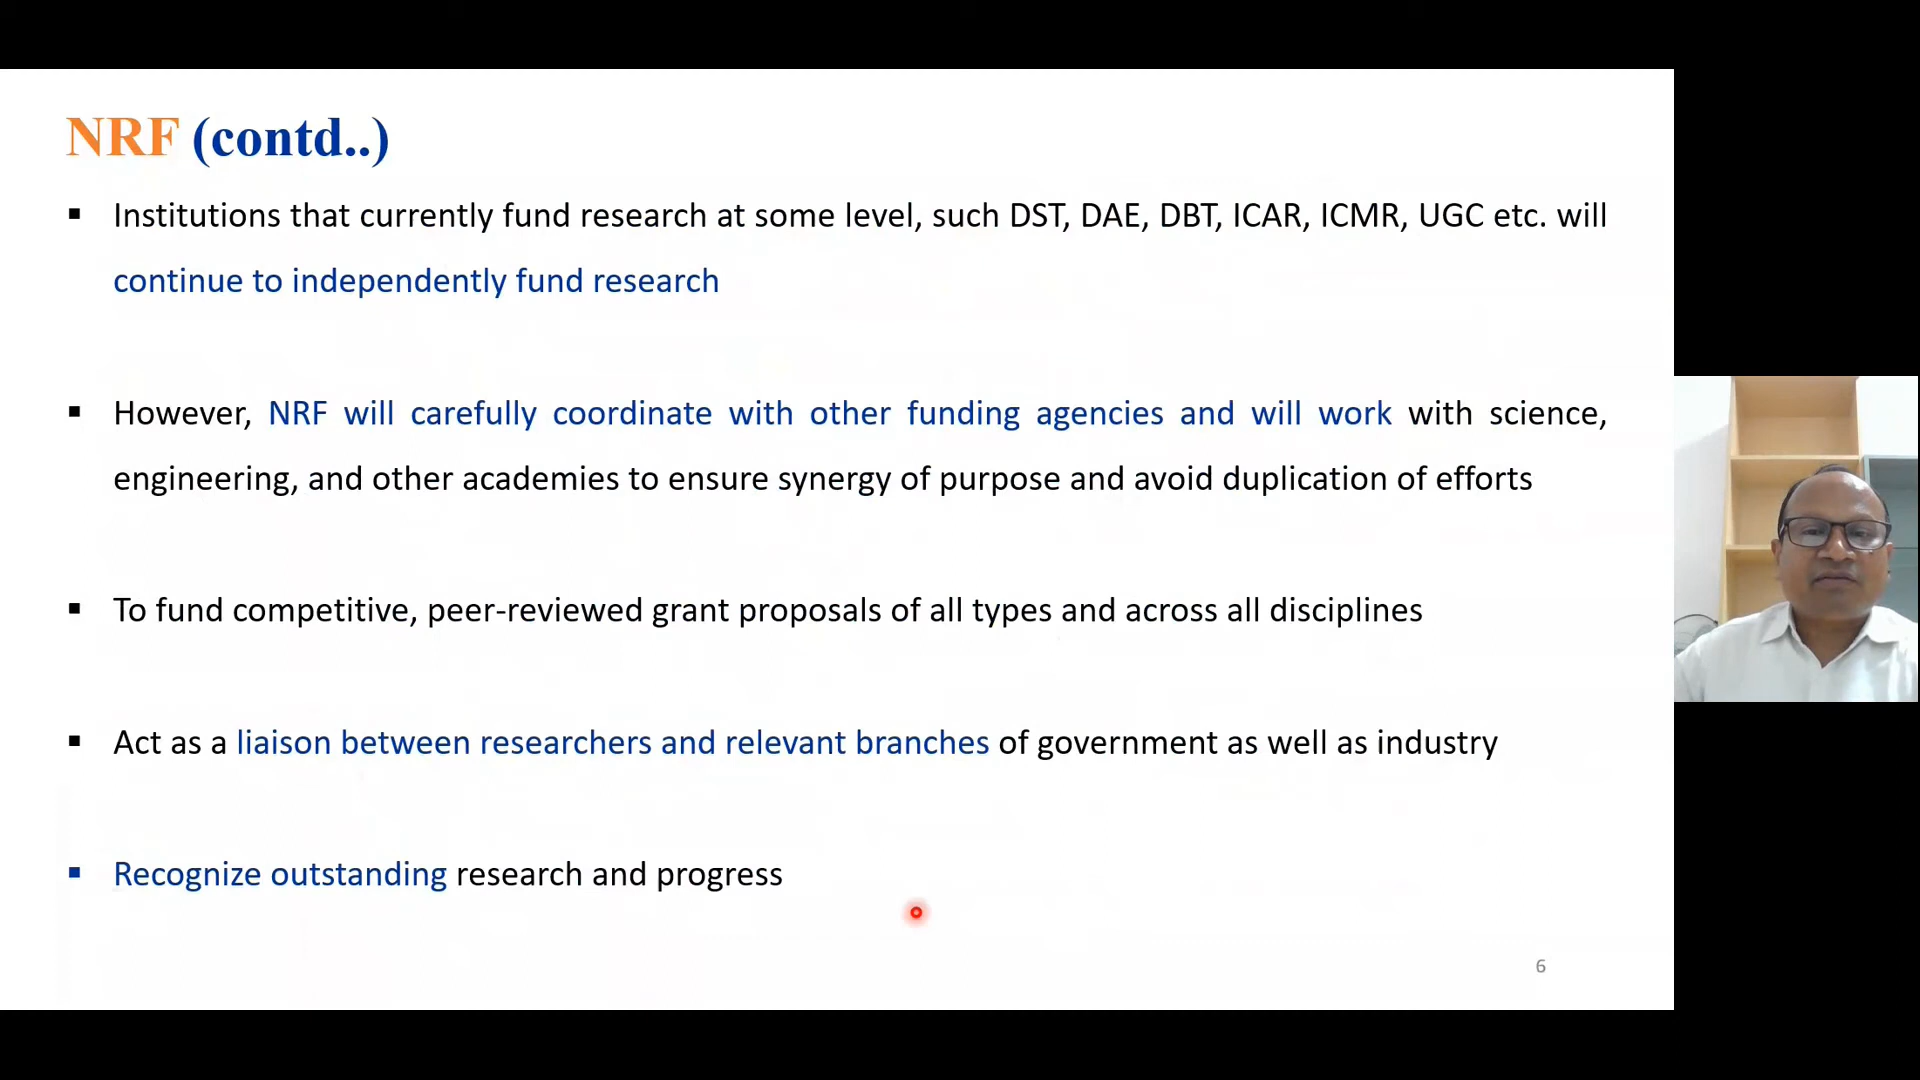 NRF (contd..)
▪ Institutions that currently fund research at some level, such DST, DAE, DBT, ICAR, ICMR, UGC etc. will
continue to independently fund research
▪ However, NRF will carefully coordinate with other funding agencies and will work with science,
engineering, and other academies to ensure synergy of purpose and avoid duplication of efforts
▪ To fund competitive, peer-reviewed grant proposals of all types and across all disciplines
▪ Act as a liaison between researchers and relevant branches of government as well as industry
▪ Recognize outstanding research and progress
6